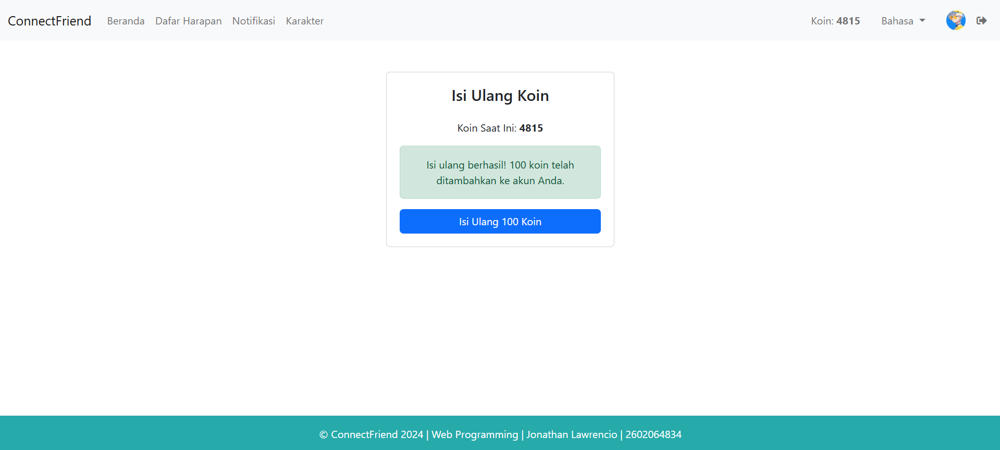 ConnectFriend Beranda Dafar Harapan Notifikasi Karakter Koin: 4815 Bahasa
Isi Ulang Koin
Koin Saat Ini: 4815
Isi ulang berhasil! 100 koin telah
ditambahkan ke akun Anda.
Isi Ulang 100 Koin
© ConnectFriend 2024 | Web Programming | Jonathan Lawrencio | 2602064834